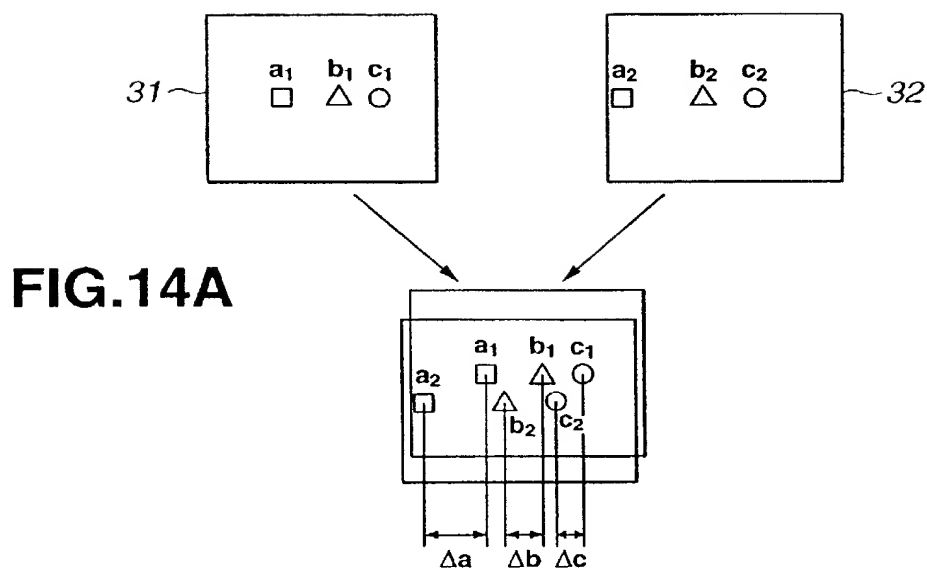 a₁ b₁ c₁
31
a₂ b₂ c₂
32
FIG.14A
a₁ b₁ c₁
a₂
b₂ c₂
Δa Δb Δc